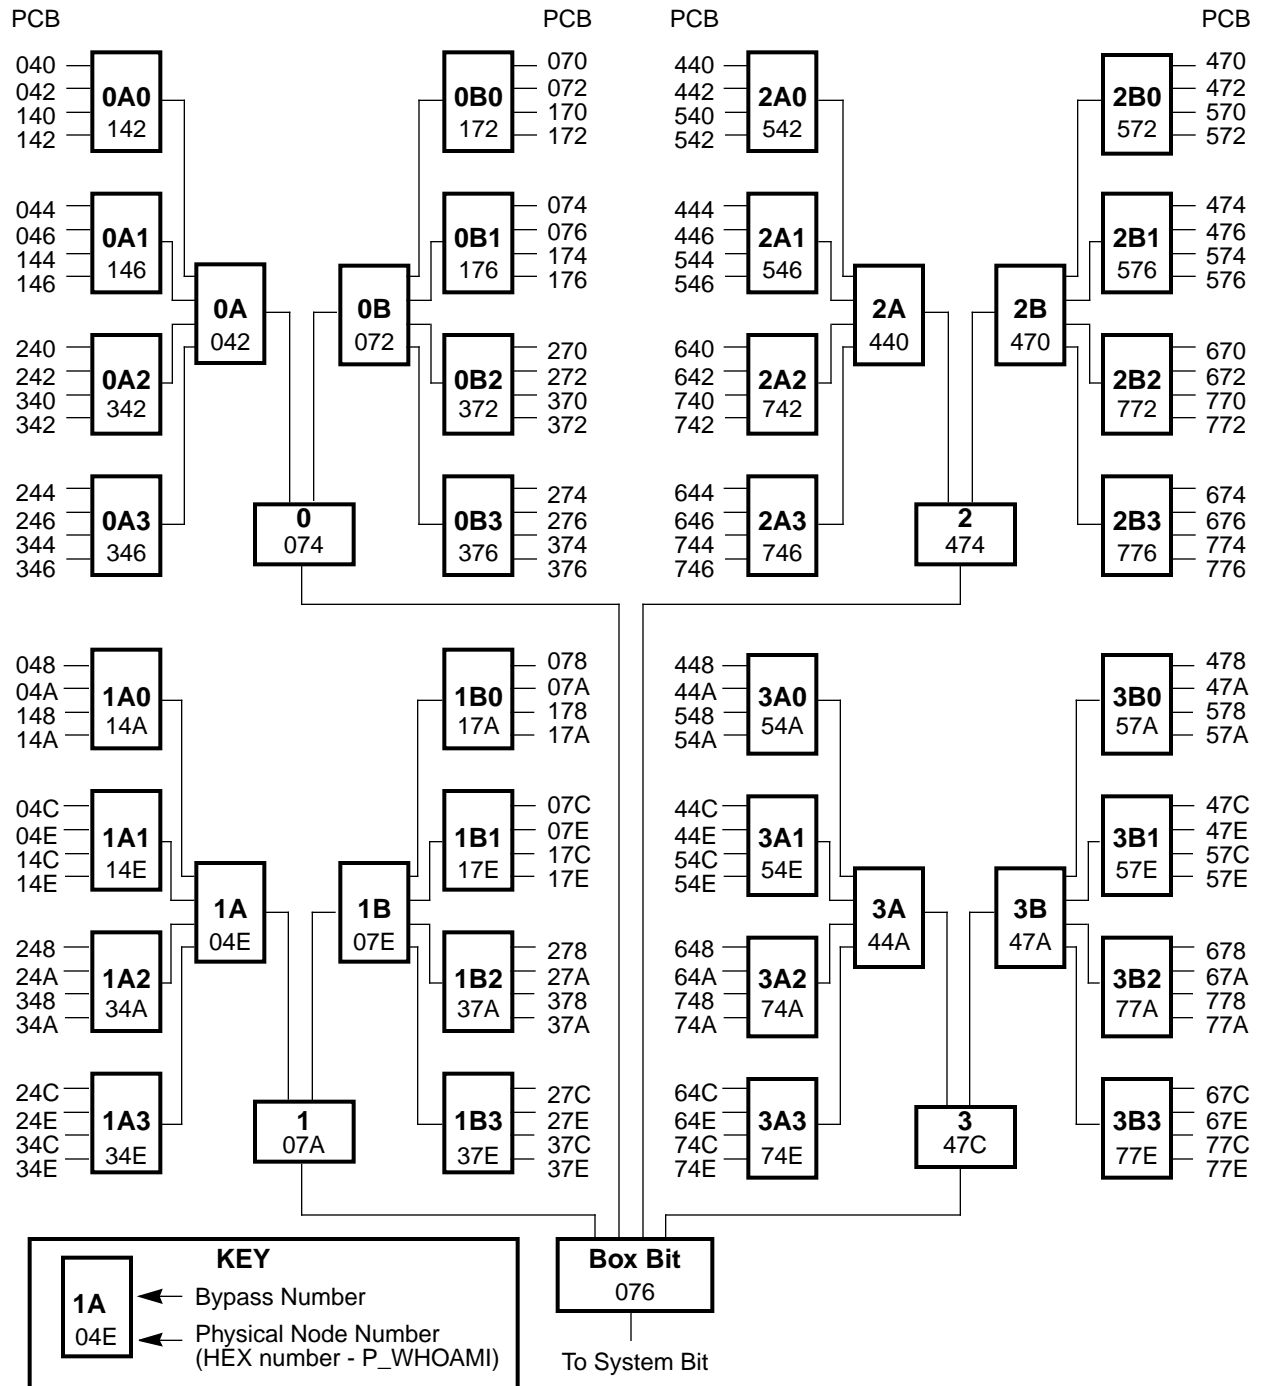 PCB PCB PCB PCB
040
042
140
142
0A0
142
0B0
172
070
072
170
172
440
442
540
542
2A0
542
2B0
572
470
472
570
572
044
046
144
146
0A1
146
0B1
176
074
076
174
176
444
446
544
546
2A1
546
2B1
576
474
476
574
576
0A
042
0B
072
2A
440
2B
470
240
242
340
342
0A2
342
0B2
372
270
272
370
372
640
642
740
742
2A2
742
2B2
772
670
672
770
772
244
246
344
346
0A3
346
0
074
0B3
376
274
276
374
376
644
646
744
746
2A3
746
2
474
2B3
776
674
676
774
776
048
04A
148
14A
1A0
14A
1B0
17A
078
07A
178
17A
448
44A
548
54A
3A0
54A
3B0
57A
478
47A
578
57A
04C
04E
14C
14E
1A1
14E
1B1
17E
07C
07E
17C
17E
44C
44E
54C
54E
3A1
54E
3B1
57E
47C
47E
57C
57E
1A
04E
1B
07E
3A
44A
3B
47A
248
24A
348
34A
1A2
34A
1B2
37A
278
27A
378
37A
648
64A
748
74A
3A2
74A
3B2
77A
678
67A
778
77A
24C
24E
34C
34E
1A3
34E
1
07A
1B3
37E
27C
27E
37C
37E
64C
64E
74C
74E
3A3
74E
3
47C
3B3
77E
67C
67E
77C
77E
KEY
1A
04E
Bypass Number
Physical Node Number
(HEX number - P_WHOAMI)
Box Bit
076
To System Bit